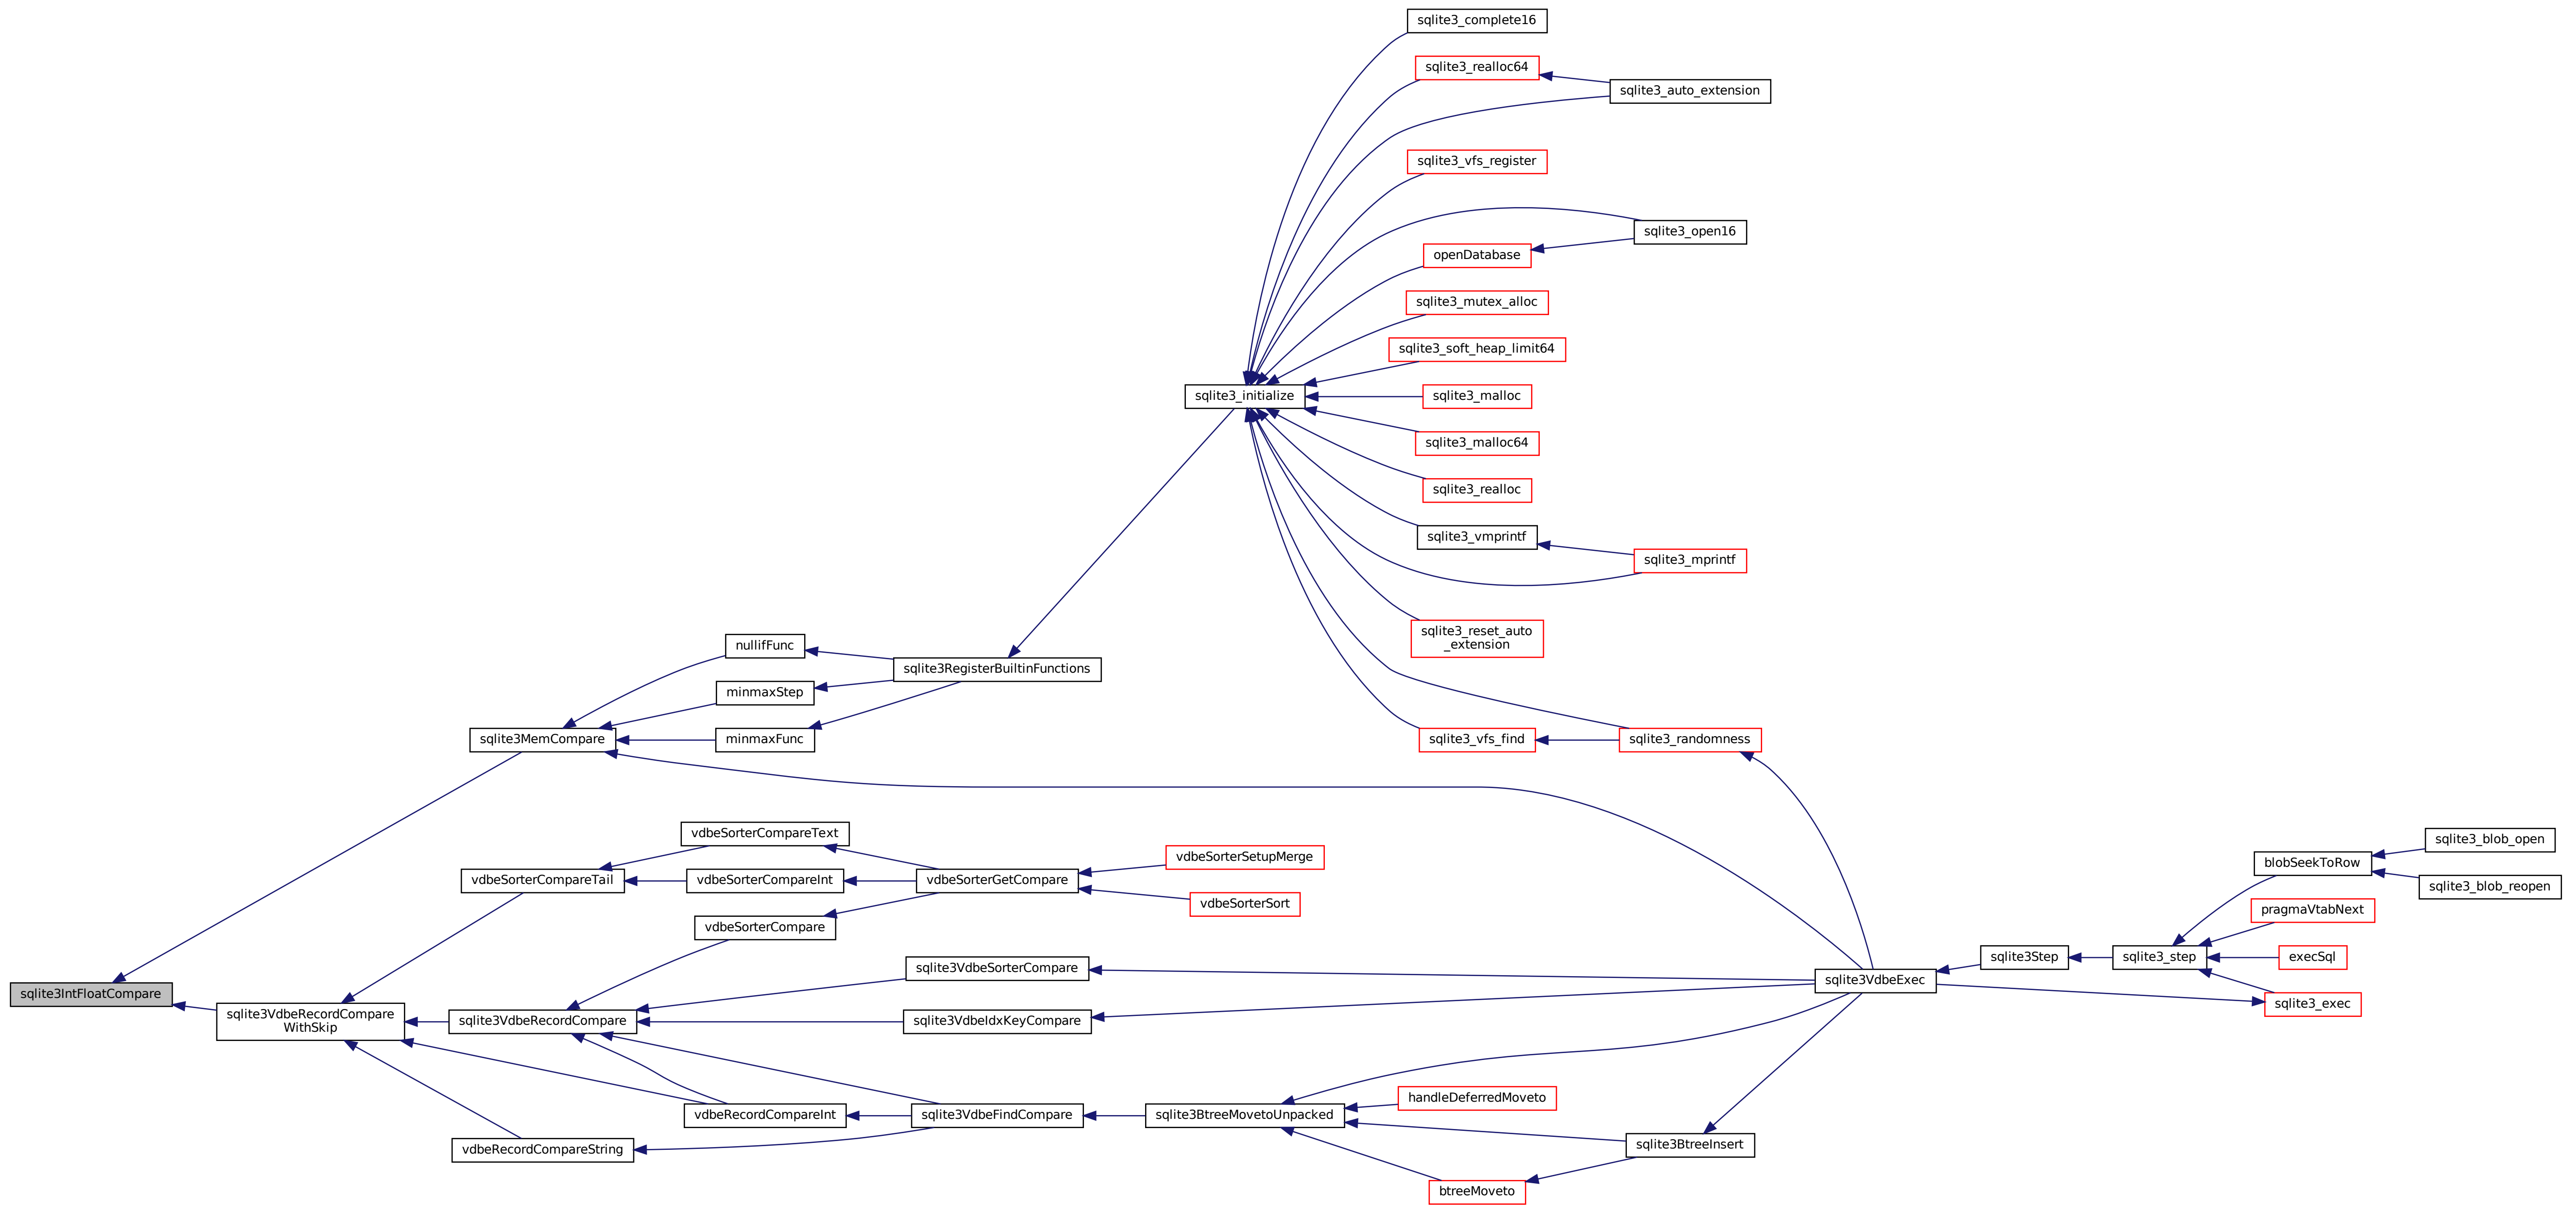 sqlite3_complete16
sqlite3_realloc64
sqlite3_auto_extension
sqlite3_vfs_register
sqlite3_open16
openDatabase
sqlite3_mutex_alloc
sqlite3_soft_heap_limit64
sqlite3_initialize
sqlite3_malloc
sqlite3_malloc64
sqlite3_realloc
sqlite3_vmprintf
sqlite3_mprintf
sqlite3_reset_auto
_extension
nullifFunc
sqlite3RegisterBuiltinFunctions
minmaxStep
sqlite3MemCompare
minmaxFunc
sqlite3_vfs_find
sqlite3_randomness
vdbeSorterCompareText
sqlite3_blob_open
vdbeSorterSetupMerge
blobSeekToRow
vdbeSorterCompareTail
vdbeSorterCompareInt
vdbeSorterGetCompare
sqlite3_blob_reopen
vdbeSorterSort
pragmaVtabNext
vdbeSorterCompare
sqlite3Step
sqlite3_step
execSql
sqlite3VdbeSorterCompare
sqlite3VdbeExec
sqlite3IntFloatCompare
sqlite3_exec
sqlite3VdbeRecordCompare
WithSkip
sqlite3VdbeRecordCompare
sqlite3VdbeIdxKeyCompare
handleDeferredMoveto
vdbeRecordCompareInt
sqlite3VdbeFindCompare
sqlite3BtreeMovetoUnpacked
vdbeRecordCompareString
sqlite3BtreeInsert
btreeMoveto